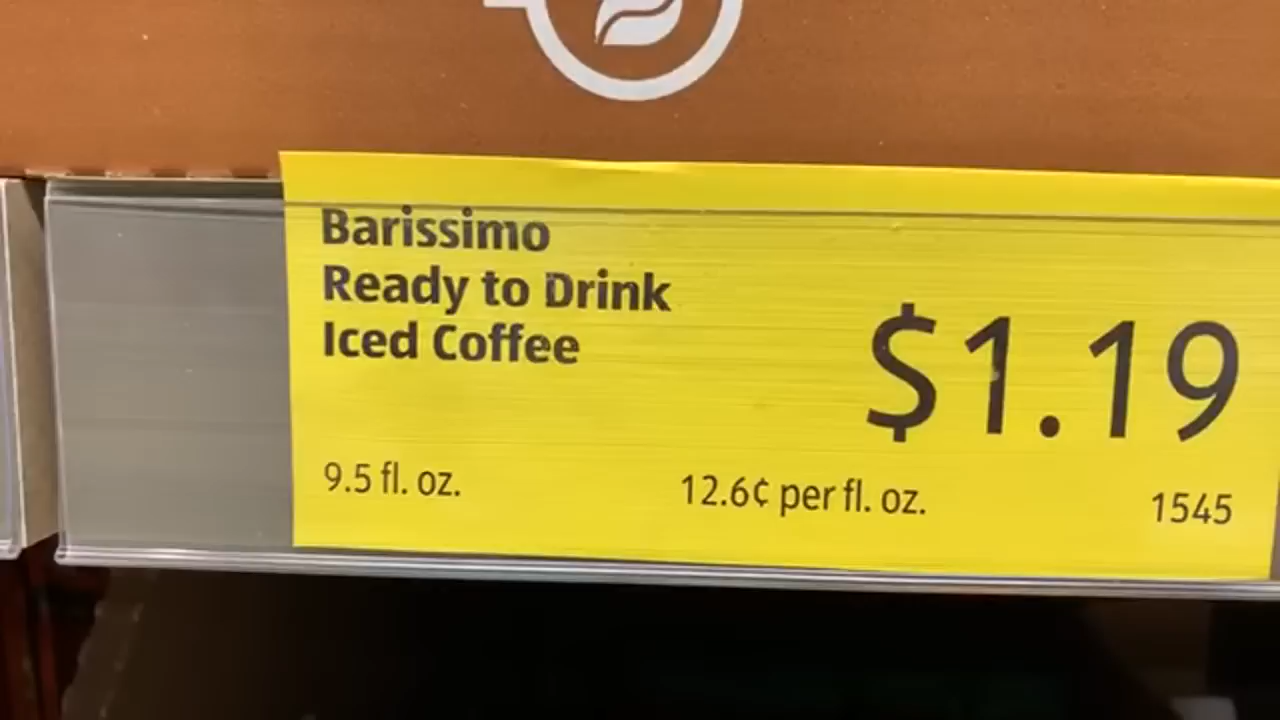 Barissimo
Ready to Drink
Iced Coffee
$1.19
9.5 fl. oz.
12.6¢ per fl. oz.
1545